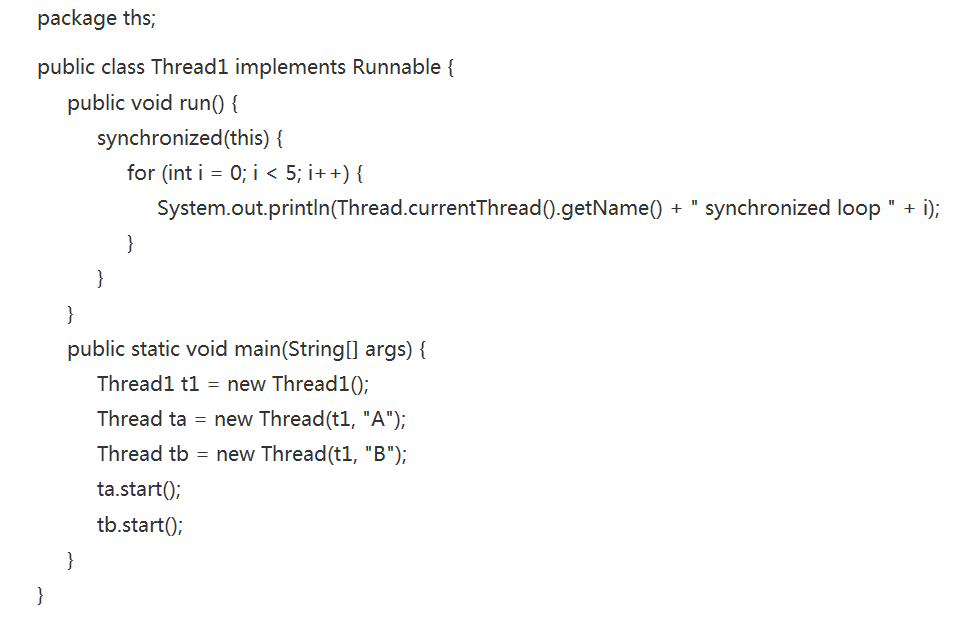 package ths;
public class Thread1 implements Runnable {
public void run() {
synchronized(this) {
for (int i = 0; i < 5; i++) {
System.out.println(Thread.currentThread().getName() + " synchronized loop " + i);
}
}
}
public static void main(String[] args) {
Thread1 t1 = new Thread1();
Thread ta = new Thread(t1, "A");
Thread tb = new Thread(t1, "B");
ta.start();
tb.start();
}
}